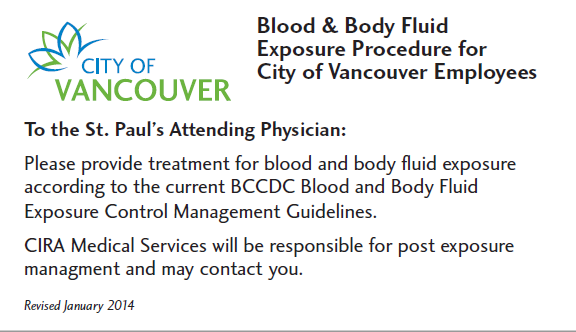 CITY OF
VANCOUVER
Blood & Body Fluid
Exposure Procedure for
City of Vancouver Employees
To the St. Paul's Attending Physician:
Please provide treatment for blood and body fluid exposure
according to the current BCCDC Blood and Body Fluid
Exposure Control Management Guidelines.
CIRA Medical Services will be responsible for post exposure
managment and may contact you.
Revised January 2014